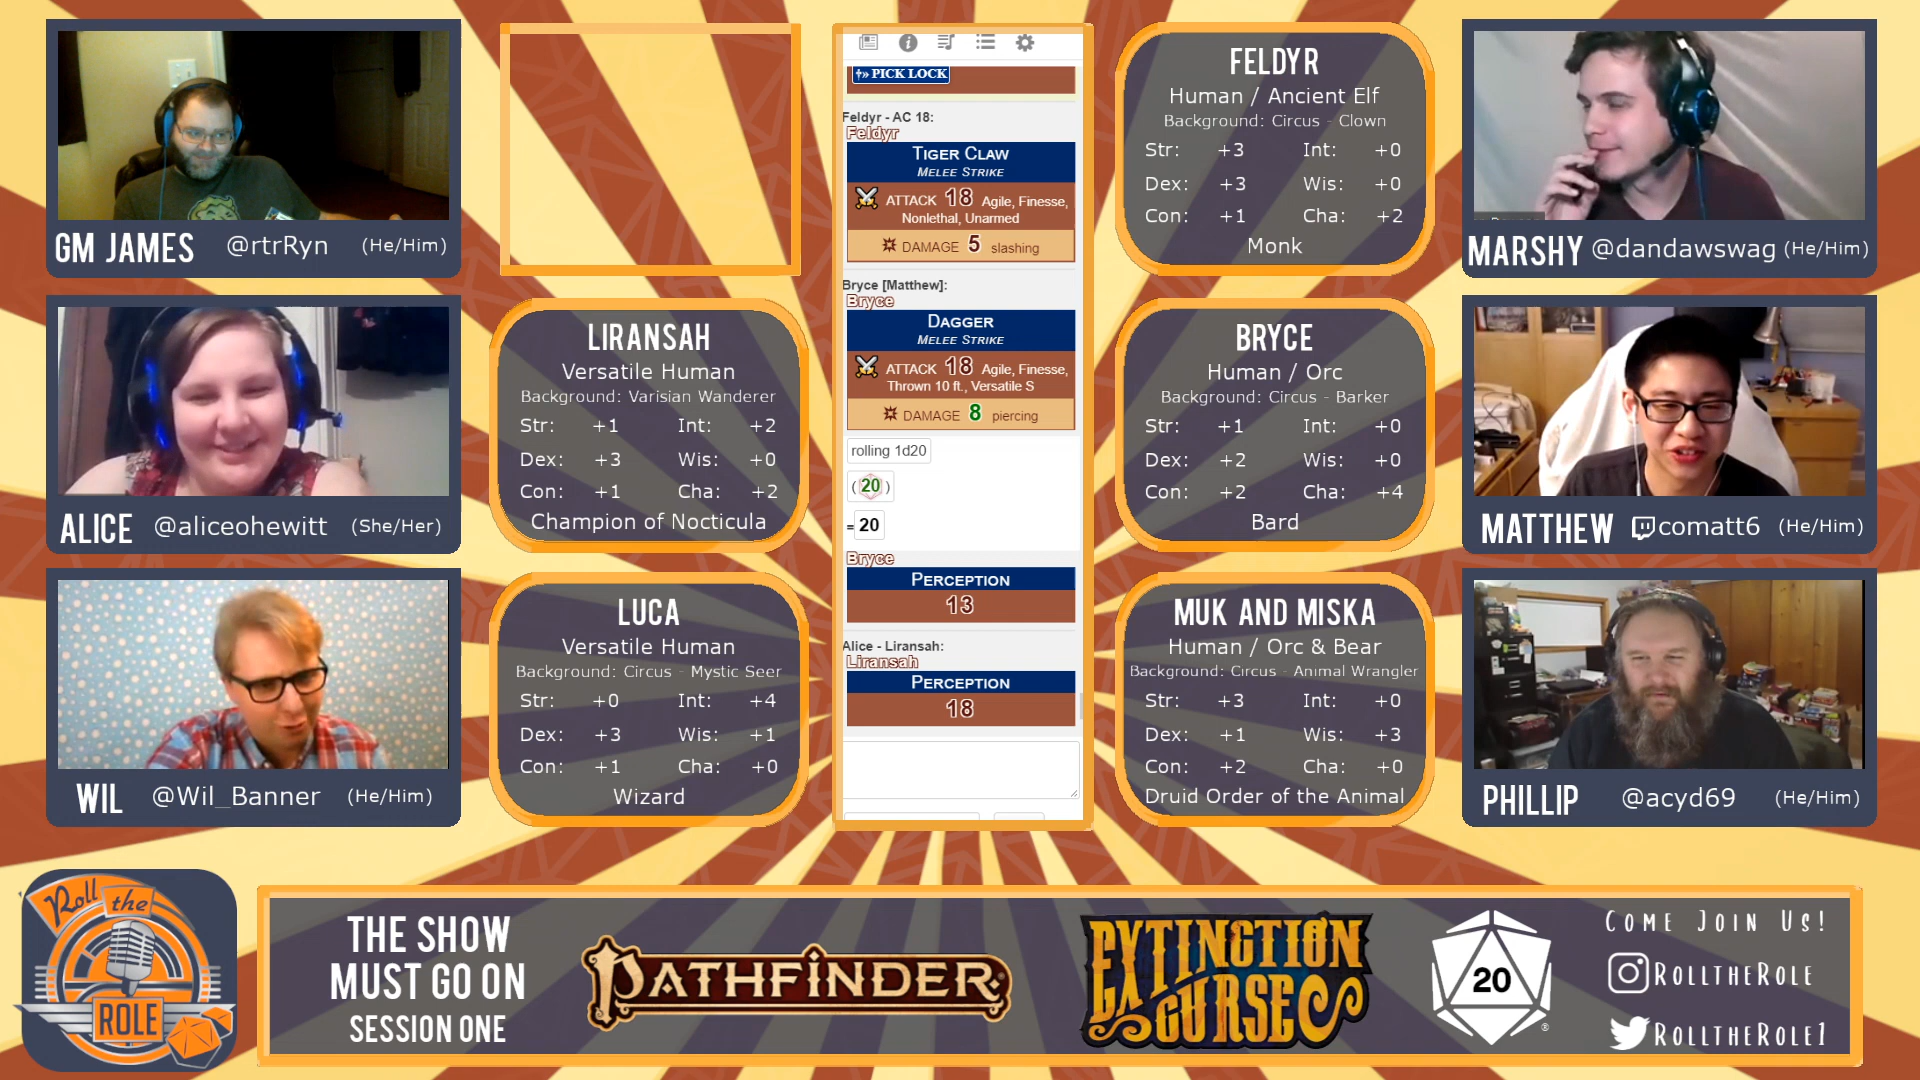 GM JAMES @rtrRyn (He/Him)
ALICE @aliceohewitt (She/Her)
WIL @Wil_Banner (He/Him)
LIRANSAH
Versatile Human
Background: Varisian Wanderer
Str: +1 Int: +2
Dex: +3 Wis: +0
Con: +1 Cha: +2
Champion of Nocticula
LUCA
Versatile Human
Background: Circus - Mystic Seer
Str: +0 Int: +4
Dex: +3 Wis: +1
Con: +1 Cha: +0
Wizard
PICK LOCK
Feldyr - AC 18:
Feldyr
TIGER CLAW
MELEE STRIKE
ATTACK 18 Agile, Finesse,
Nonlethal, Unarmed
DAMAGE 5 slashing
Bryce [Matthew]:
Bryce
DAGGER
MELEE STRIKE
ATTACK 18 Agile, Finesse,
Thrown 10 ft., Versatile S
DAMAGE 8 piercing
rolling 1d20
(20)
=20
Bryce
PERCEPTION
13
Alice - Liransah:
Liransah
PERCEPTION
18
FELDYR
Human / Ancient Elf
Background: Circus - Clown
Str: +3 Int: +0
Dex: +3 Wis: +0
Con: +1 Cha: +2
Monk
BRYCE
Human / Orc
Background: Circus - Barker
Str: +1 Int: +0
Dex: +2 Wis: +0
Con: +2 Cha: +4
Bard
MUK AND MISKA
Human / Orc & Bear
Background: Circus - Animal Wrangler
Str: +3 Int: +0
Dex: +1 Wis: +3
Con: +2 Cha: +0
Druid Order of the Animal
MARSHY @dandawswag (He/Him)
MATTHEW comatt6 (He/Him)
PHILLIP @acyd69 (He/Him)
Roll the
ROLE
THE SHOW
MUST GO ON
SESSION ONE
PATHFINDER
EXTINCTION
CURSE
20
®
COME JOIN US!
ROLLTHEROLE
ROLLTHEROLE1